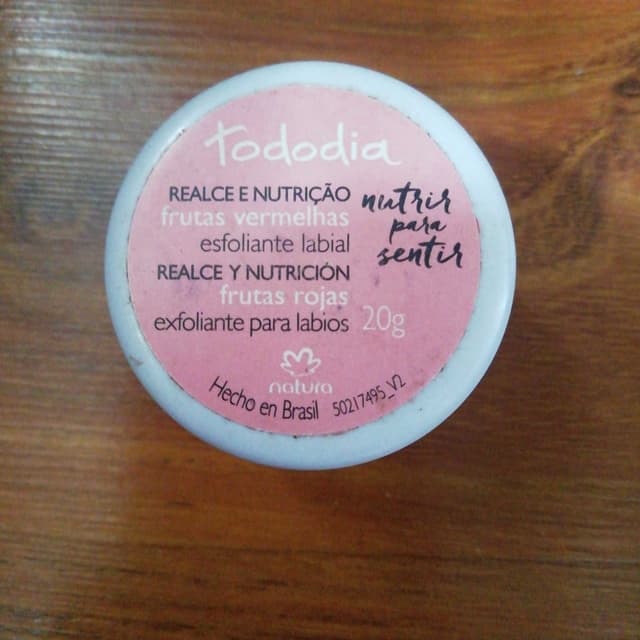 Tododia
REALCE E NUTRIÇÃO
frutas vermelhas
esfoliante labial
REALCE Y NUTRICIÓN
frutas rojas
exfoliante para labios 20g
nutrir
para
sentir
natura
Hecho en Brasil 50217495_V2